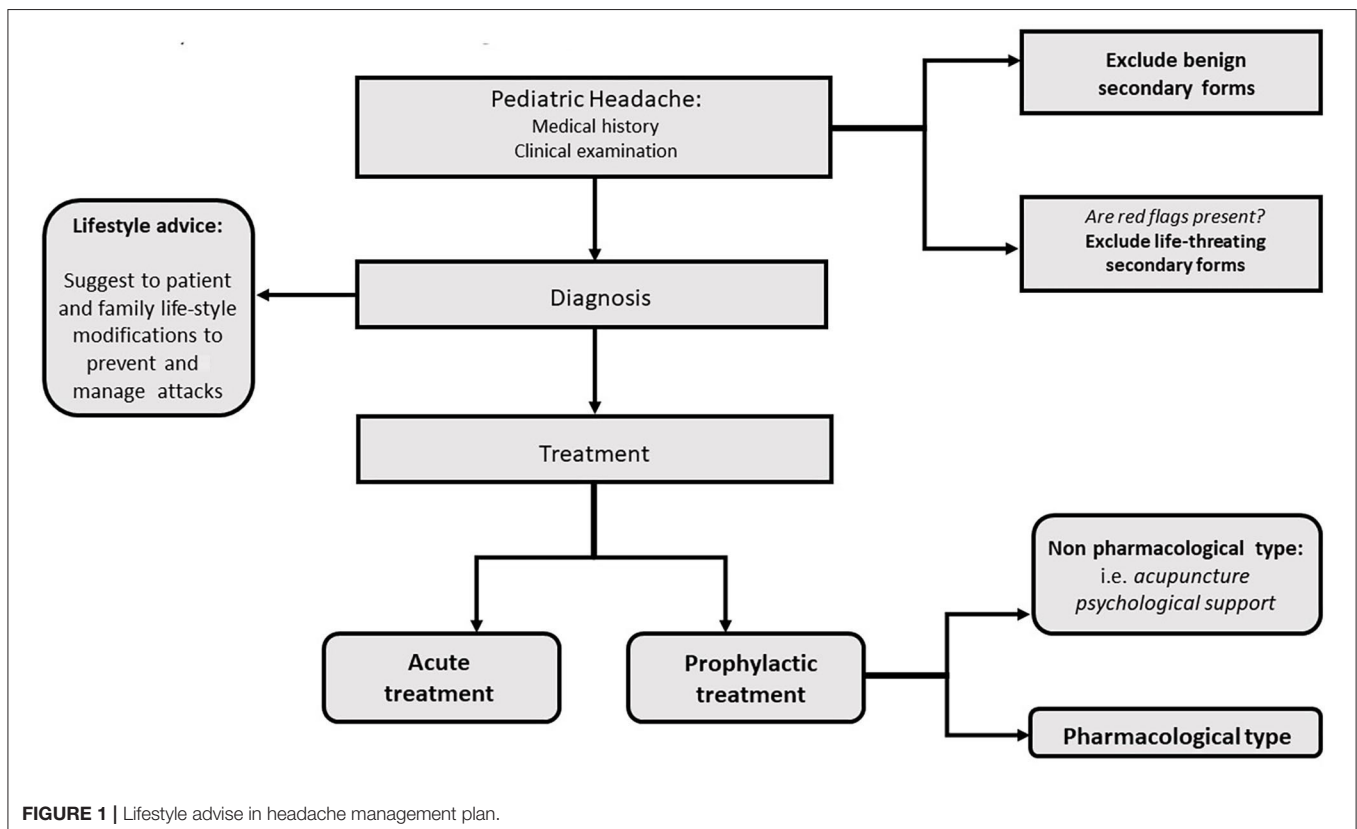 Pediatric Headache:
Medical history
Clinical examination
Exclude benign
secondary forms
Are red flags present?
Exclude life-threating
secondary forms
Diagnosis
Lifestyle advice:
Suggest to patient
and family life-style
modifications to
prevent and
manage attacks
Treatment
Acute
treatment
Prophylactic
treatment
Non pharmacological type:
i.e. acupuncture
psychological support
Pharmacological type
FIGURE 1 | Lifestyle advise in headache management plan.